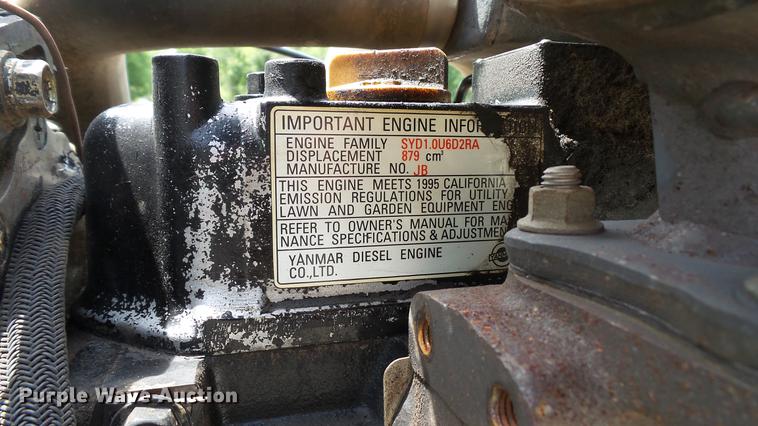 IMPORTANT ENGINE INFOR
ENGINE FAMILY SYD1.0U6D2RA
DISPLACEMENT 879 cm³
MANUFACTURE NO. JB
THIS ENGINE MEETS 1995 CALIFORNIA
EMISSION REGULATIONS FOR UTILITY
LAWN AND GARDEN EQUIPMENT ENG
REFER TO OWNER'S MANUAL FOR MA
NANCE SPECIFICATIONS & ADJUSTMEN
YANMAR DIESEL ENGINE
CO.,LTD.
Purple Wave Auction